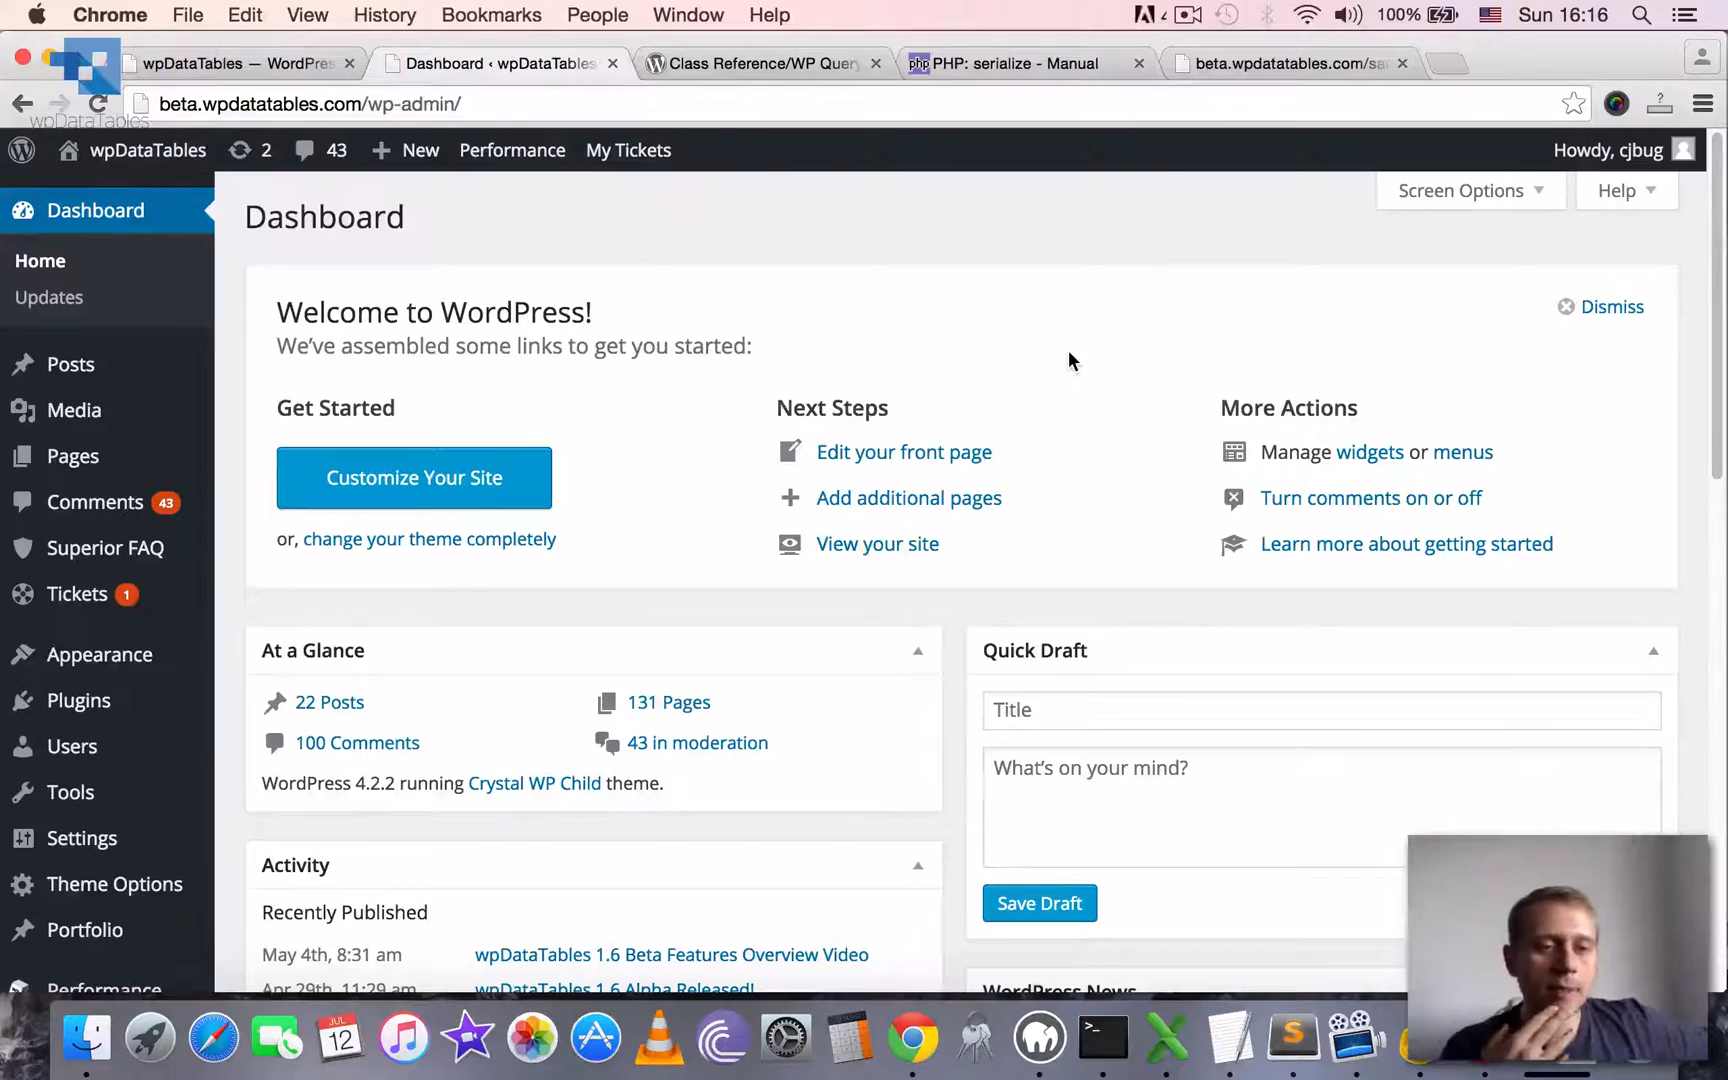 Chrome File Edit View History Bookmarks People Window Help 4 100% Sun 16:16
wpDataTables — WordPres Dashboard ‹ wpDataTables Class Reference/WP Query php PHP: serialize - Manual beta.wpdatatables.com/sa
beta.wpdatatables.com/wp-admin/
wpDataTables
wpDataTables 2 43 New Performance My Tickets Howdy, cjbug
Dashboard
Home
Updates
Posts
Media
Pages
Comments 43
Superior FAQ
Tickets 1
Appearance
Plugins
Users
Tools
Settings
Theme Options
Portfolio
Performance
Screen Options Help
Dashboard
Welcome to WordPress!
Dismiss
We've assembled some links to get you started:
Get Started
Customize Your Site
or, change your theme completely
Next Steps
Edit your front page
Add additional pages
View your site
More Actions
Manage widgets or menus
Turn comments on or off
Learn more about getting started
At a Glance
22 Posts 131 Pages
100 Comments 43 in moderation
WordPress 4.2.2 running Crystal WP Child theme.
Activity
Recently Published
May 4th, 8:31 am wpDataTables 1.6 Beta Features Overview Video
Apr 29th, 11:29 am wpDataTables 1.6 Alpha Released!
Quick Draft
Title
What's on your mind?
Save Draft
WordPress News
JUL
12